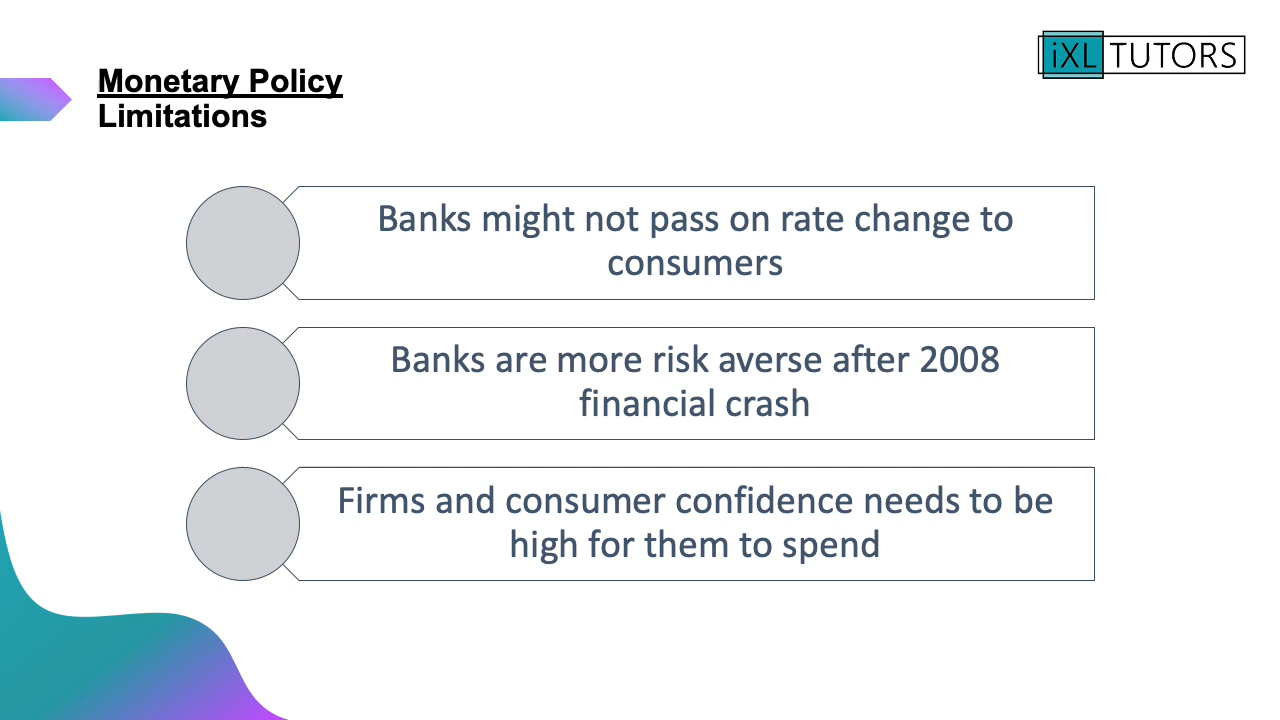 iXL TUTORS
Monetary Policy
Limitations
Banks might not pass on rate change to
consumers
Banks are more risk averse after 2008
financial crash
Firms and consumer confidence needs to be
high for them to spend